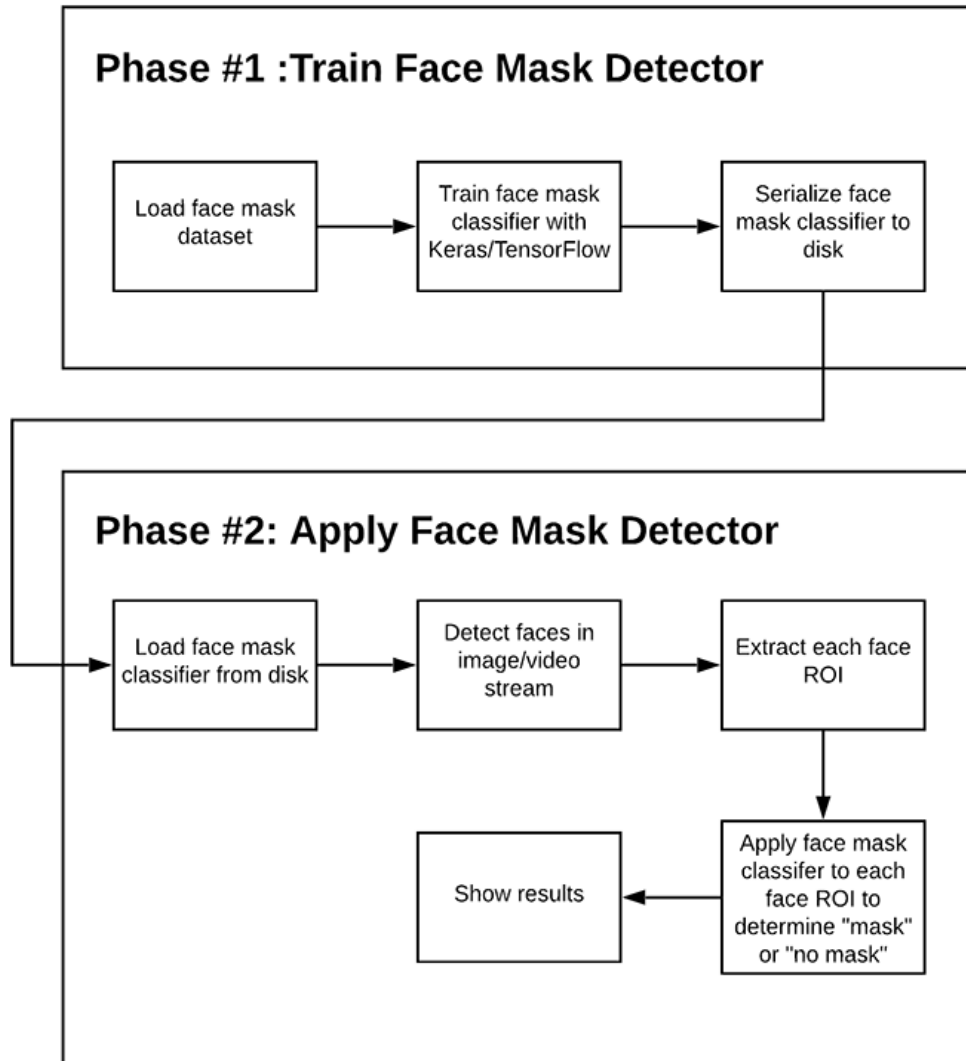 Phase #1 :Train Face Mask Detector
Load face mask
dataset
Train face mask
classifier with
Keras/TensorFlow
Serialize face
mask classifier to
disk
Phase #2: Apply Face Mask Detector
Load face mask
classifier from disk
Detect faces in
image/video
stream
Extract each face
ROI
Apply face mask
classifer to each
face ROI to
determine "mask"
or "no mask"
Show results